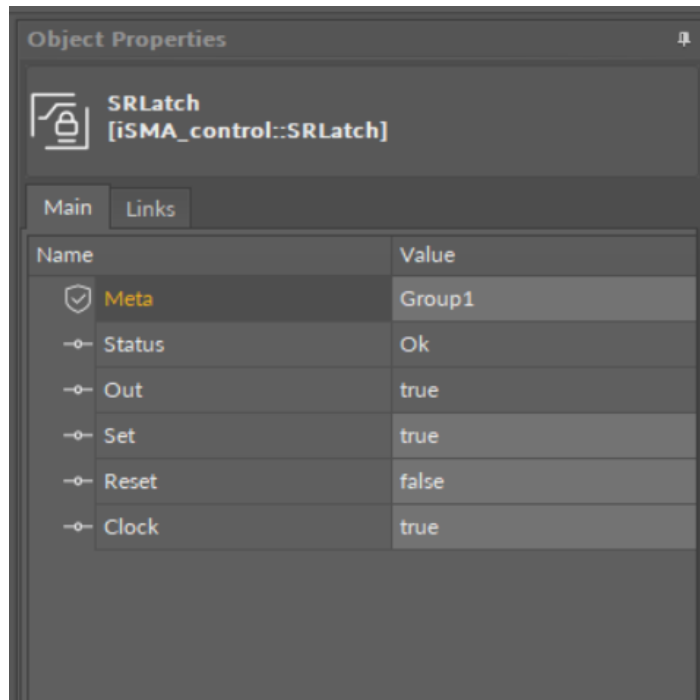 Object Properties
SRLatch
[iSMA_control::SRLatch]
Main Links
Name Value
Meta Group1
Status Ok
Out true
Set true
Reset false
Clock true